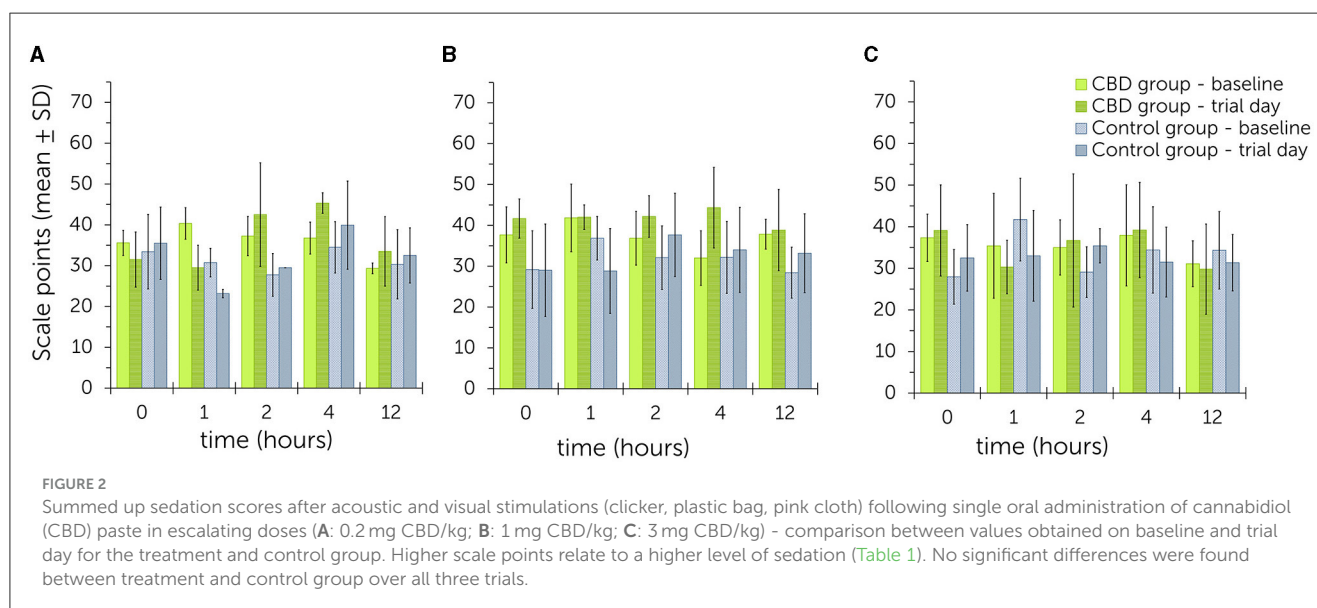 A
B
C
CBD group - baseline
CBD group - trial day
Control group - baseline
Control group - trial day
Scale points (mean ± SD)
70
60
50
40
30
20
10
0
0 1 2 4 12
time (hours)
70
60
50
40
30
20
10
0
0 1 2 4 12
time (hours)
70
60
50
40
30
20
10
0
0 1 2 4 12
time (hours)
FIGURE 2
Summed up sedation scores after acoustic and visual stimulations (clicker, plastic bag, pink cloth) following single oral administration of cannabidiol
(CBD) paste in escalating doses (A: 0.2 mg CBD/kg; B: 1 mg CBD/kg; C: 3 mg CBD/kg) - comparison between values obtained on baseline and trial
day for the treatment and control group. Higher scale points relate to a higher level of sedation (Table 1). No significant differences were found
between treatment and control group over all three trials.